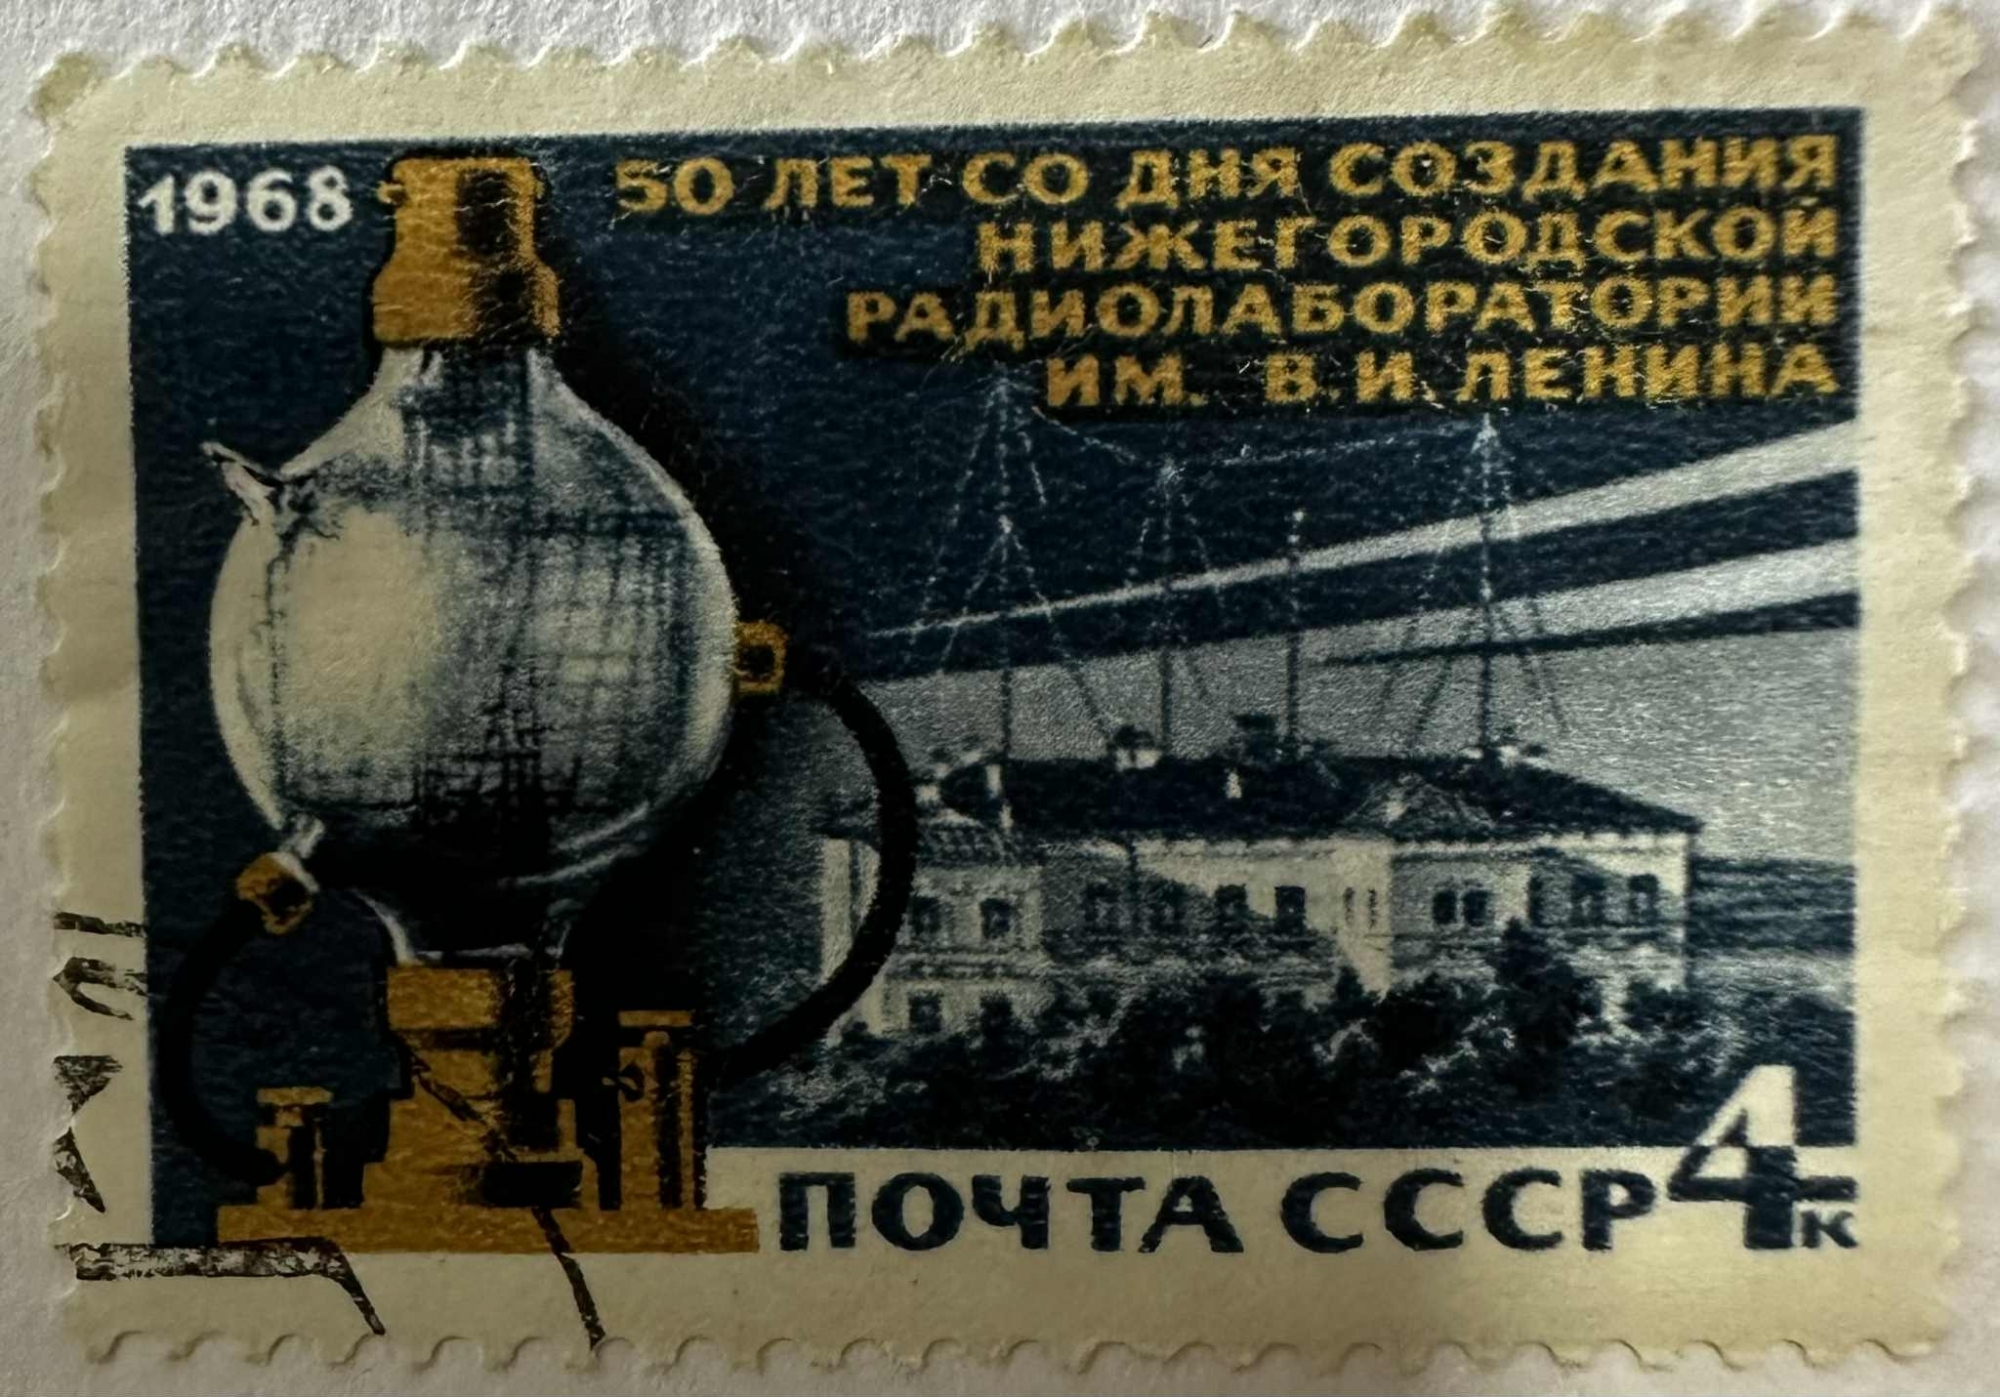 1968
50 ЛЕТ СО ДНЯ СОЗДАНИЯ
НИЖЕГОРОДСКОЙ
РАДИОЛАБОРАТОРИИ
ИМ. В.И.ЛЕНИНА
ПОЧТА СССР 4К